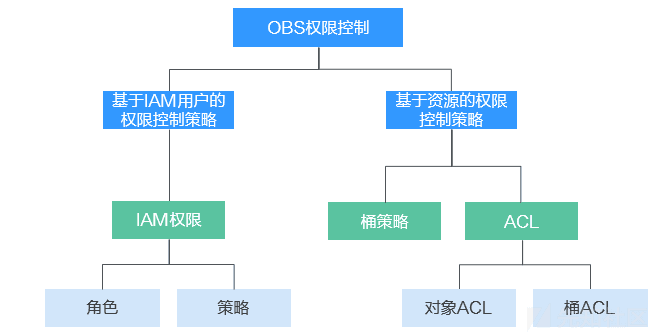 OBS权限控制
基于IAM用户的
权限控制策略
基于资源的权限
控制策略
IAM权限
桶策略
ACL
角色
策略
对象ACL
桶ACL